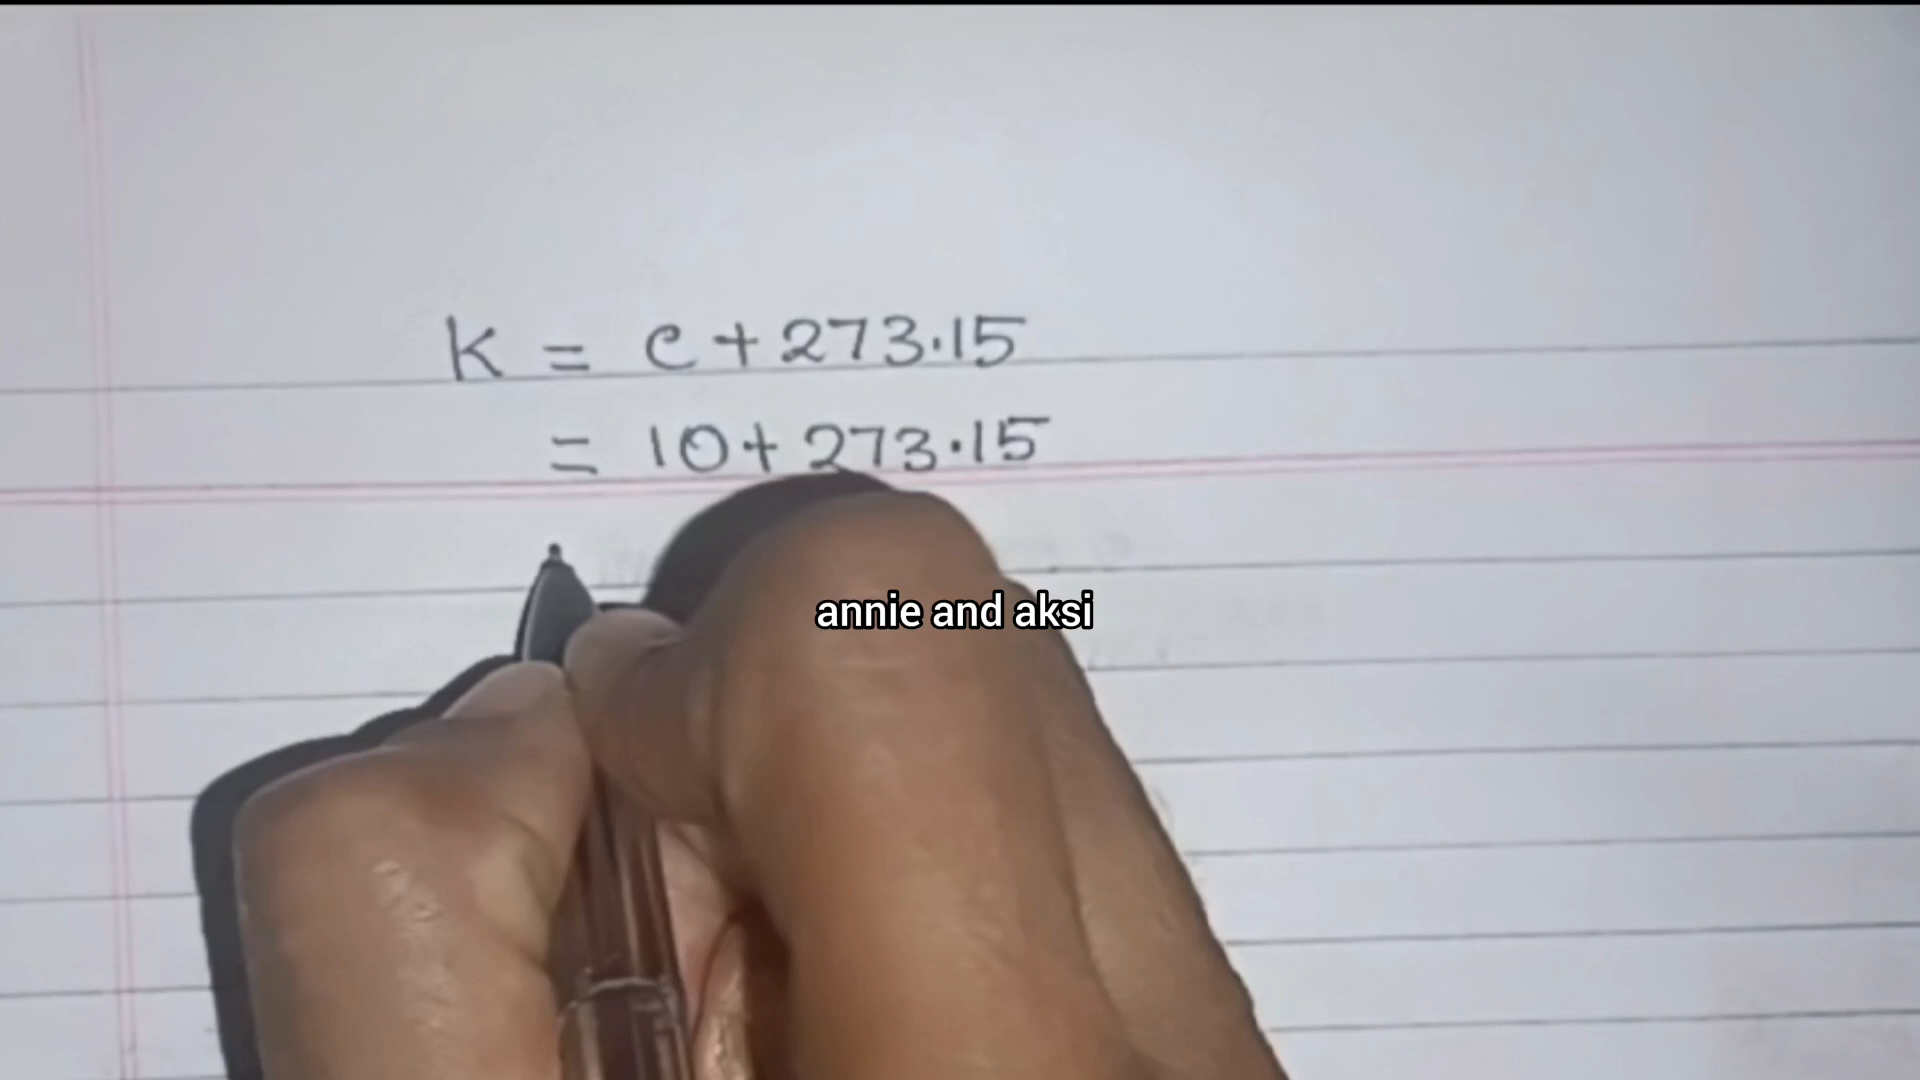 K = C + 273.15
= 10 + 273.15
annie and aksi